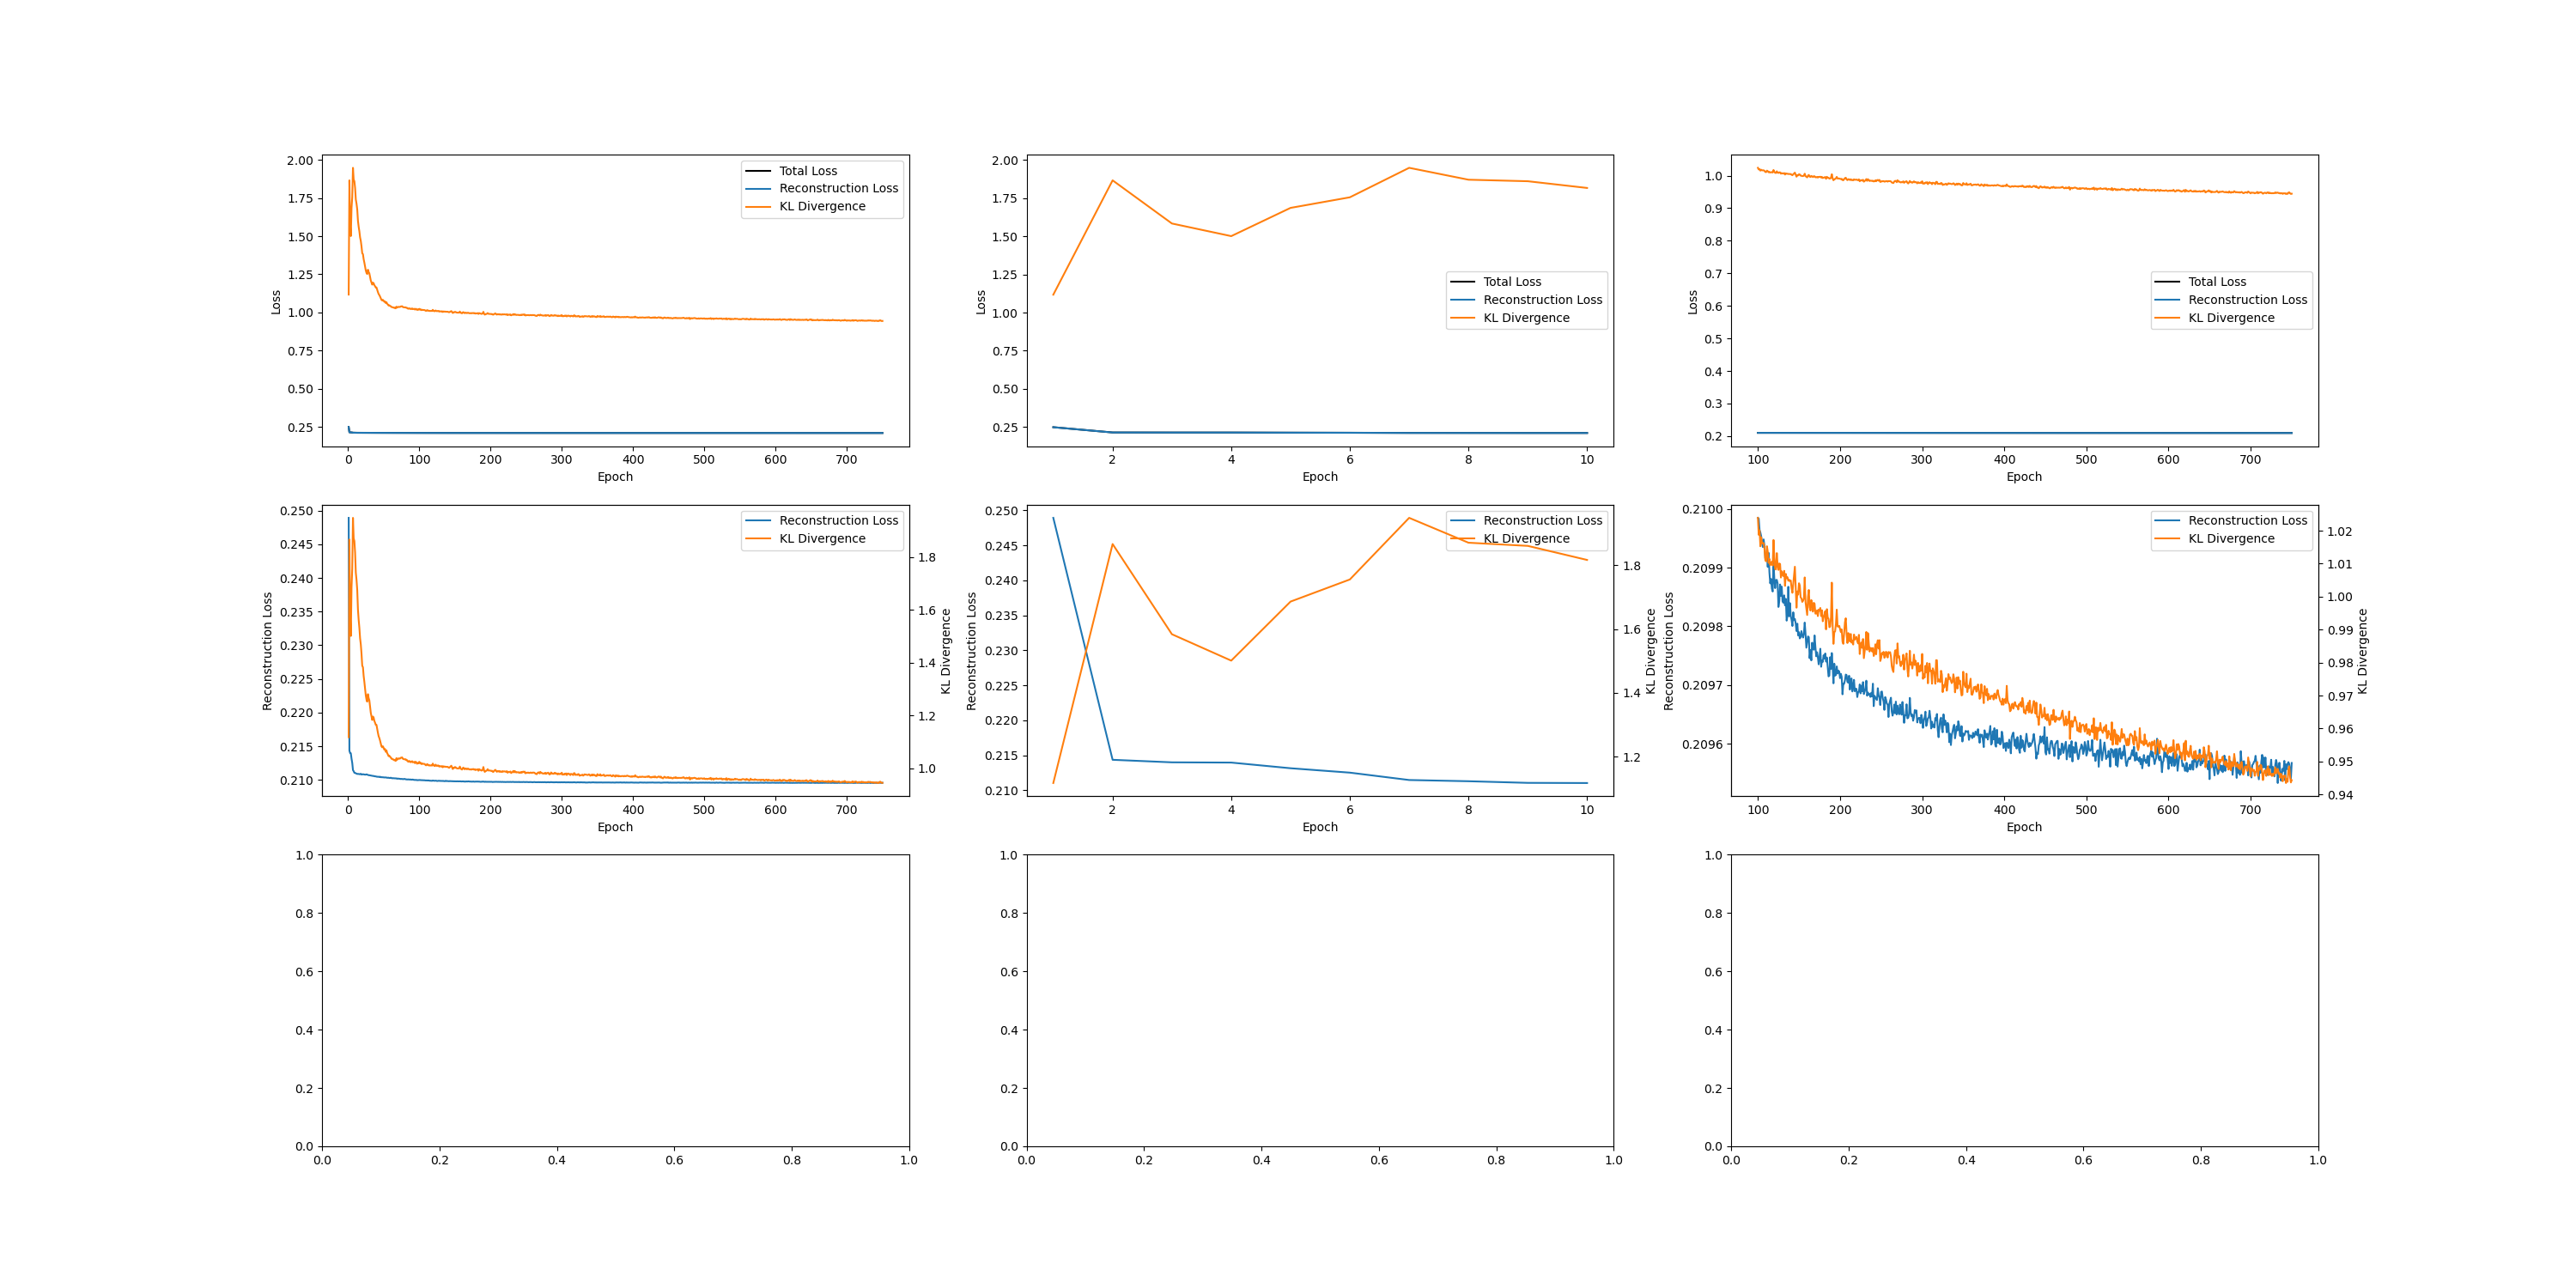 2.00
1.75
1.50
1.25
1.00
0.75
0.50
0.25
Loss
0 100 200 300 400 500 600 700
Epoch
Total Loss
Reconstruction Loss
KL Divergence
2.00
1.75
1.50
1.25
1.00
0.75
0.50
0.25
Loss
2 4 6 8 10
Epoch
Total Loss
Reconstruction Loss
KL Divergence
1.0
0.9
0.8
0.7
0.6
0.5
0.4
0.3
0.2
Loss
100 200 300 400 500 600 700
Epoch
Total Loss
Reconstruction Loss
KL Divergence
0.250
0.245
0.240
0.235
0.230
0.225
0.220
0.215
0.210
Reconstruction Loss
0 100 200 300 400 500 600 700
Epoch
Reconstruction Loss
KL Divergence
1.8
1.6
1.4
1.2
1.0
KL Divergence
0.250
0.245
0.240
0.235
0.230
0.225
0.220
0.215
0.210
Reconstruction Loss
2 4 6 8 10
Epoch
Reconstruction Loss
KL Divergence
1.8
1.6
1.4
1.2
KL Divergence
0.2100
0.2099
0.2098
0.2097
0.2096
Reconstruction Loss
100 200 300 400 500 600 700
Epoch
Reconstruction Loss
KL Divergence
1.02
1.01
1.00
0.99
0.98
0.97
0.96
0.95
0.94
KL Divergence
1.0
0.8
0.6
0.4
0.2
0.0
0.0 0.2 0.4 0.6 0.8 1.0
1.0
0.8
0.6
0.4
0.2
0.0
0.0 0.2 0.4 0.6 0.8 1.0
1.0
0.8
0.6
0.4
0.2
0.0
0.0 0.2 0.4 0.6 0.8 1.0